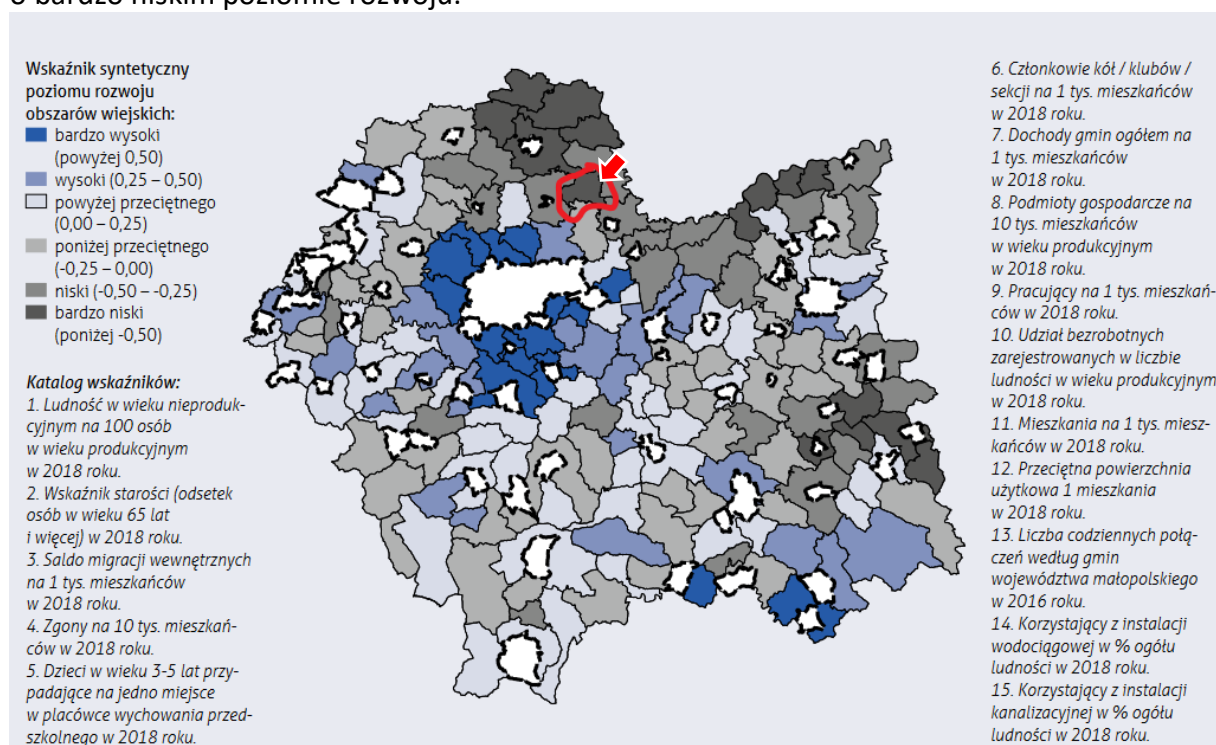 o bardzo niskim poziomie rozwoju.
Wskaźnik syntetyczny
poziomu rozwoju
obszarów wiejskich:
bardzo wysoki
(powyżej 0,50)
wysoki (0,25 – 0,50)
powyżej przeciętnego
(0,00 – 0,25)
poniżej przeciętnego
(-0,25 – 0,00)
niski (-0,50 – -0,25)
bardzo niski
(poniżej -0,50)
Katalog wskaźników:
1. Ludność w wieku nieproduk-
cyjnym na 100 osób
w wieku produkcyjnym
w 2018 roku.
2. Wskaźnik starości (odsetek
osób w wieku 65 lat
i więcej) w 2018 roku.
3. Saldo migracji wewnętrznych
na 1 tys. mieszkańców
w 2018 roku.
4. Zgony na 10 tys. mieszkań-
ców w 2018 roku.
5. Dzieci w wieku 3-5 lat przy-
padające na jedno miejsce
w placówce wychowania przed-
szkolnego w 2018 roku.
6. Członkowie kół / klubów /
sekcji na 1 tys. mieszkańców
w 2018 roku.
7. Dochody gmin ogółem na
1 tys. mieszkańców
w 2018 roku.
8. Podmioty gospodarcze na
10 tys. mieszkańców
w wieku produkcyjnym
w 2018 roku.
9. Pracujący na 1 tys. mieszkań-
ców w 2018 roku.
10. Udział bezrobotnych
zarejestrowanych w liczbie
ludności w wieku produkcyjnym
w 2018 roku.
11. Mieszkania na 1 tys. miesz-
kańców w 2018 roku.
12. Przeciętna powierzchnia
użytkowa 1 mieszkania
w 2018 roku.
13. Liczba codziennych połą-
czeń według gmin
województwa małopolskiego
w 2016 roku.
14. Korzystający z instalacji
wodociągowej w % ogółu
ludności w 2018 roku.
15. Korzystający z instalacji
kanalizacyjnej w % ogółu
ludności w 2018 roku.